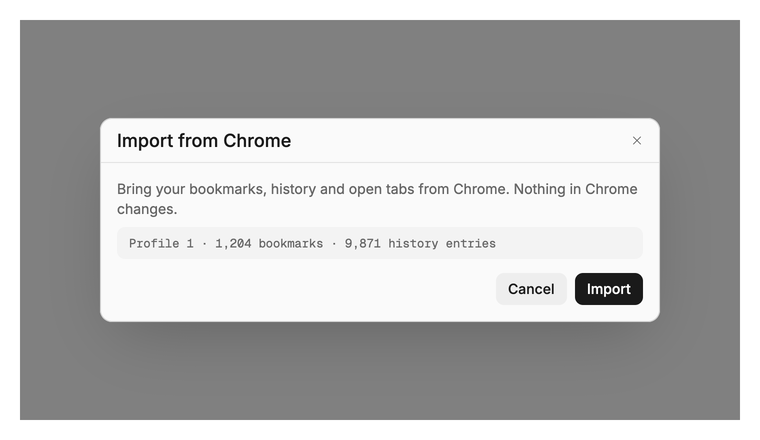 Import from Chrome
Bring your bookmarks, history and open tabs from Chrome. Nothing in Chrome
changes.
Profile 1 · 1,204 bookmarks · 9,871 history entries
Cancel Import